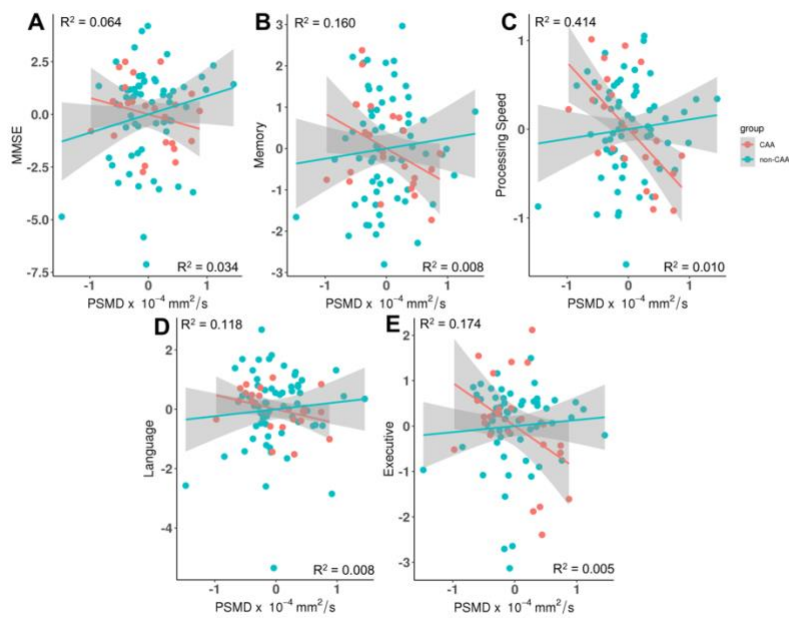 A
R² = 0.064
MMSE
2.5
0.0
-2.5
-5.0
-7.5
-1
0
1
R² = 0.034
PSMD x 10⁻⁴ mm²/s
B
R² = 0.160
Memory
3
2
1
0
-1
-2
-3
-1
0
1
R² = 0.008
PSMD x 10⁻⁴ mm²/s
C
R² = 0.414
Processing Speed
1
0
-1
-1
0
1
R² = 0.010
PSMD x 10⁻⁴ mm²/s
group
CAA
non-CAA
D
R² = 0.118
Language
2
0
-2
-4
-1
0
1
R² = 0.008
PSMD x 10⁻⁴ mm²/s
E
R² = 0.174
Executive
2
1
0
-1
-2
-3
-1
0
1
R² = 0.005
PSMD x 10⁻⁴ mm²/s